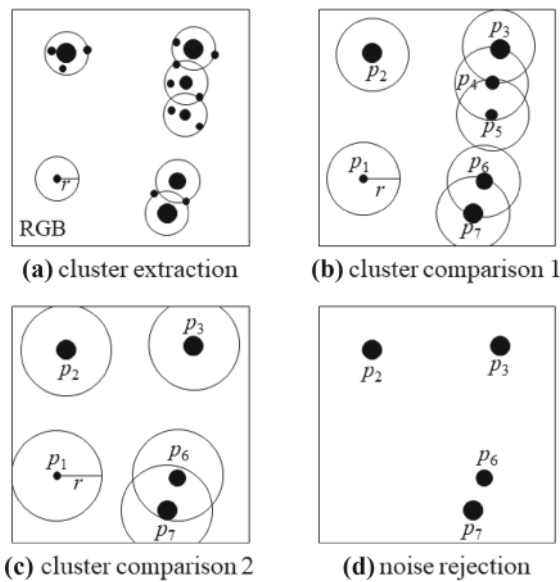 r
RGB
(a) cluster extraction
p3
p2
p4
p5
p1
r
p6
p7
(b) cluster comparison 1
p3
p2
p1
r
p6
p7
(c) cluster comparison 2
p2
p3
p6
p7
(d) noise rejection